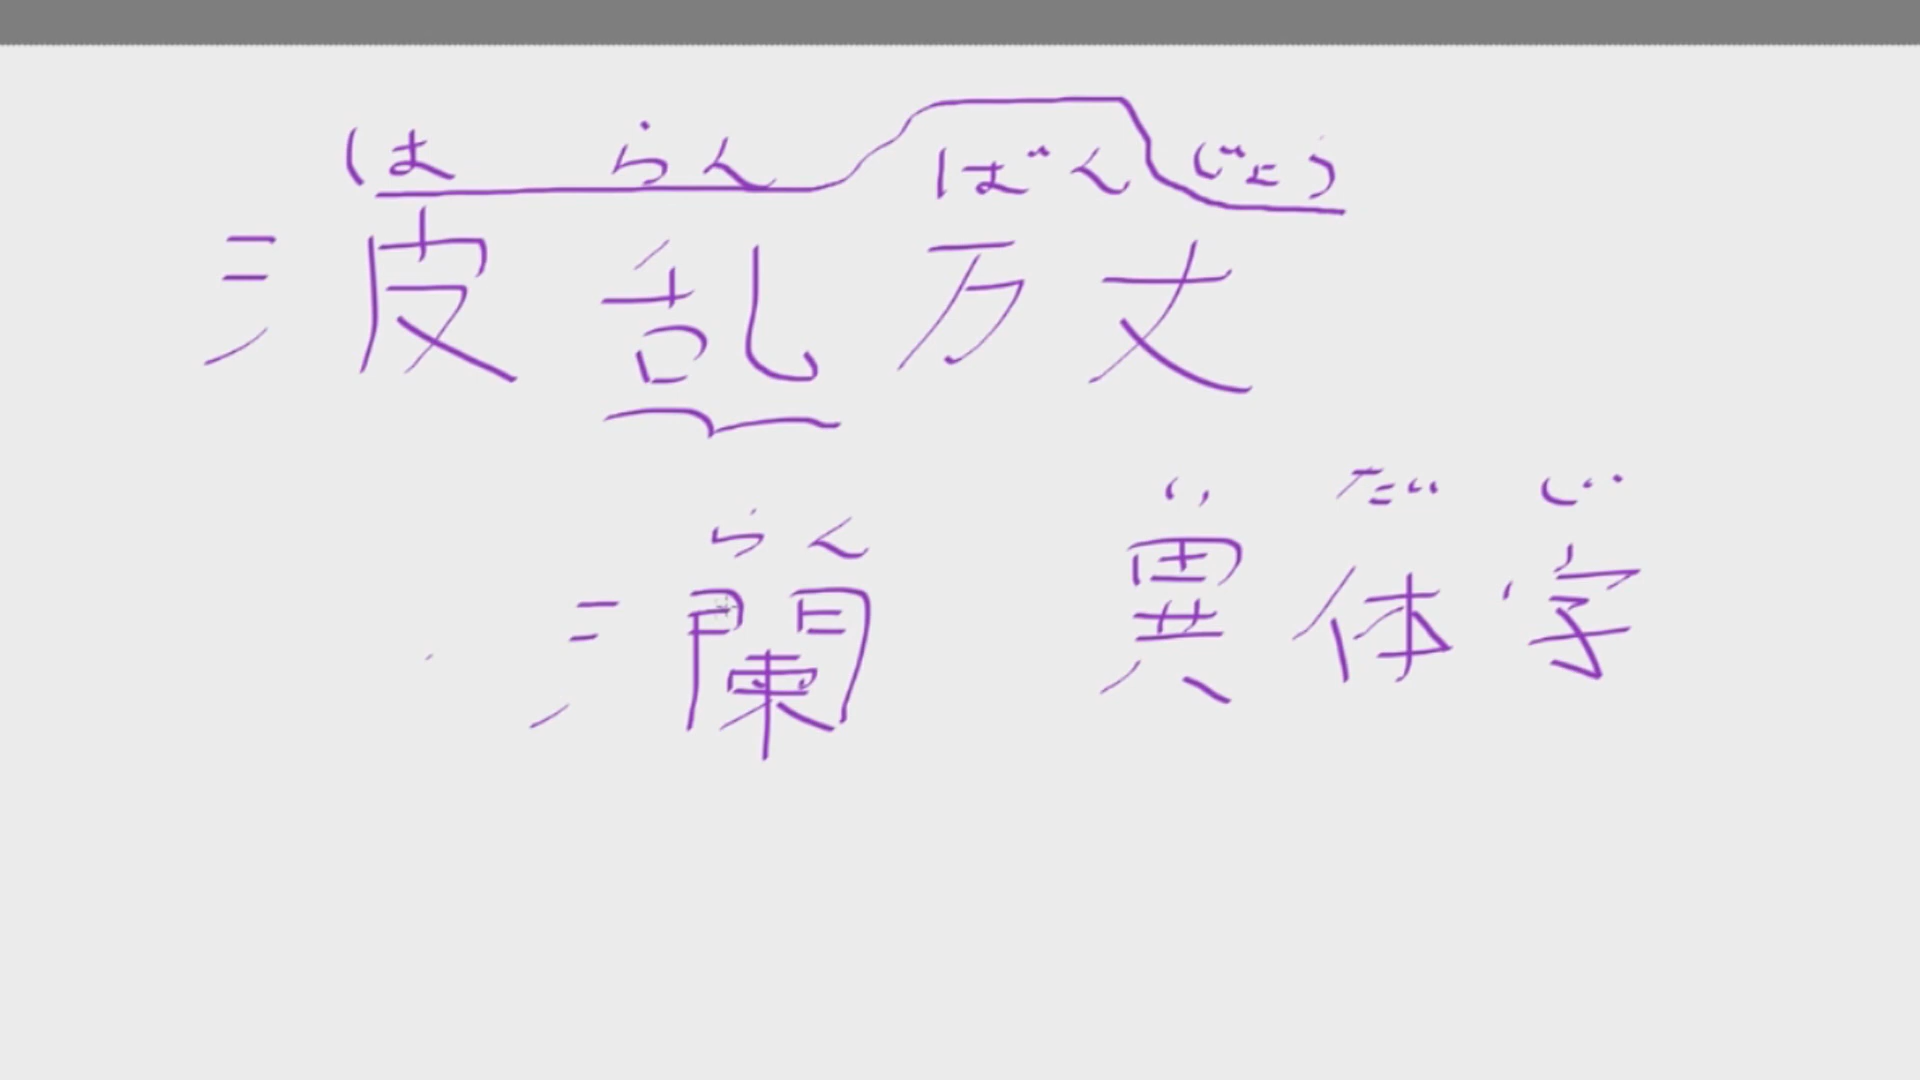 は らん ばん じょう
波乱万丈
らん い たい じ
瀾 異体字